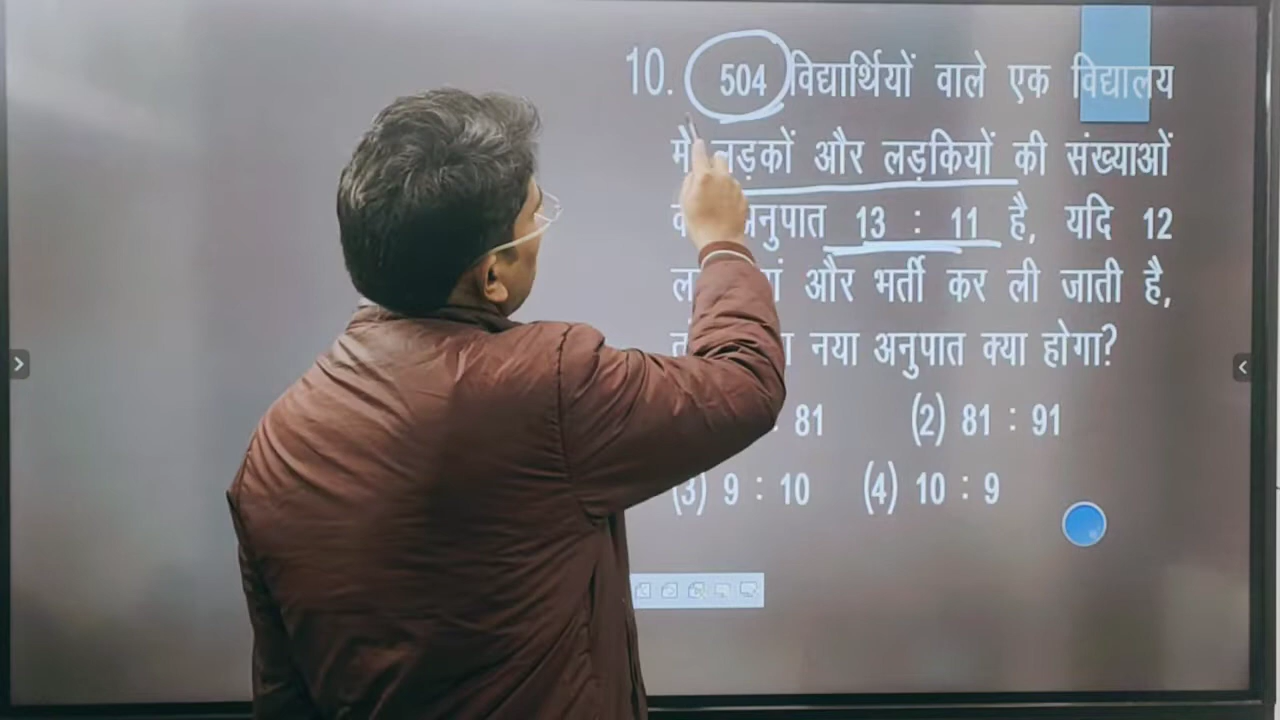 10. 504 विद्यार्थियों वाले एक विद्यालय
में लड़कों और लड़कियों की संख्याओं
अनुपात 13 : 11 है, यदि 12
और भर्ती कर ली जाती है,
नया अनुपात क्या होगा?
: 81 (2) 81 : 91
(3) 9 : 10 (4) 10 : 9